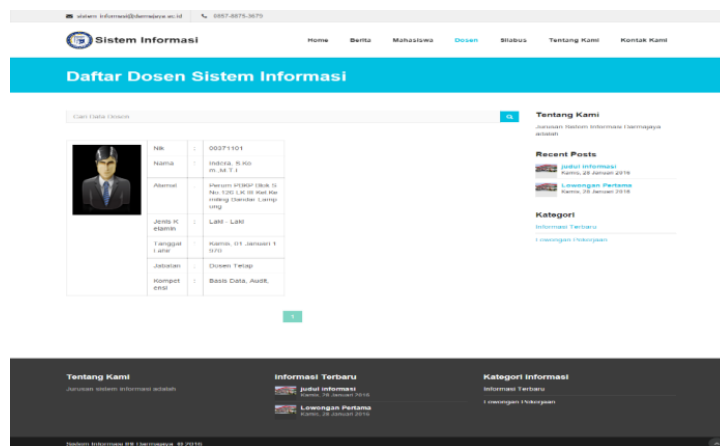 sistem informasi@darmajaya.ac.id 0857-8875-3679
Sistem Informasi
Home Berita Mahasiswa Dosen Silabus Tentang Kami Kontak Kami
Daftar Dosen Sistem Informasi
Cari Data Dosen
Nik : 00371101
Nama : Indera, S.Ko
m.,M.T.I
Alamat : Perum PDKP Blok S
No 126 LK III Kel Ke
miling Bandar Lamp
ung
Jenis K : Laki - Laki
elamin
Tanggal : Kamis, 01 Januari 1
Lahir 970
Jabatan : Dosen Tetap
Kompet : Basis Data, Audit,
ensi
1
Tentang Kami
Jurusan Sistem Informasi Darmajaya
adalah
Recent Posts
judul informasi
Kamis, 28 Januari 2016
Lowongan Pertama
Kamis, 28 Januari 2016
Kategori
Informasi Terbaru
Lowongan Pekerjaan
Tentang Kami
Jurusan sistem informasi adalah
Informasi Terbaru
judul informasi
Kamis, 28 Januari 2016
Lowongan Pertama
Kamis, 28 Januari 2016
Kategori Informasi
Informasi Terbaru
Lowongan Pekerjaan
Sistem Informasi IIB Darmajaya © 2016